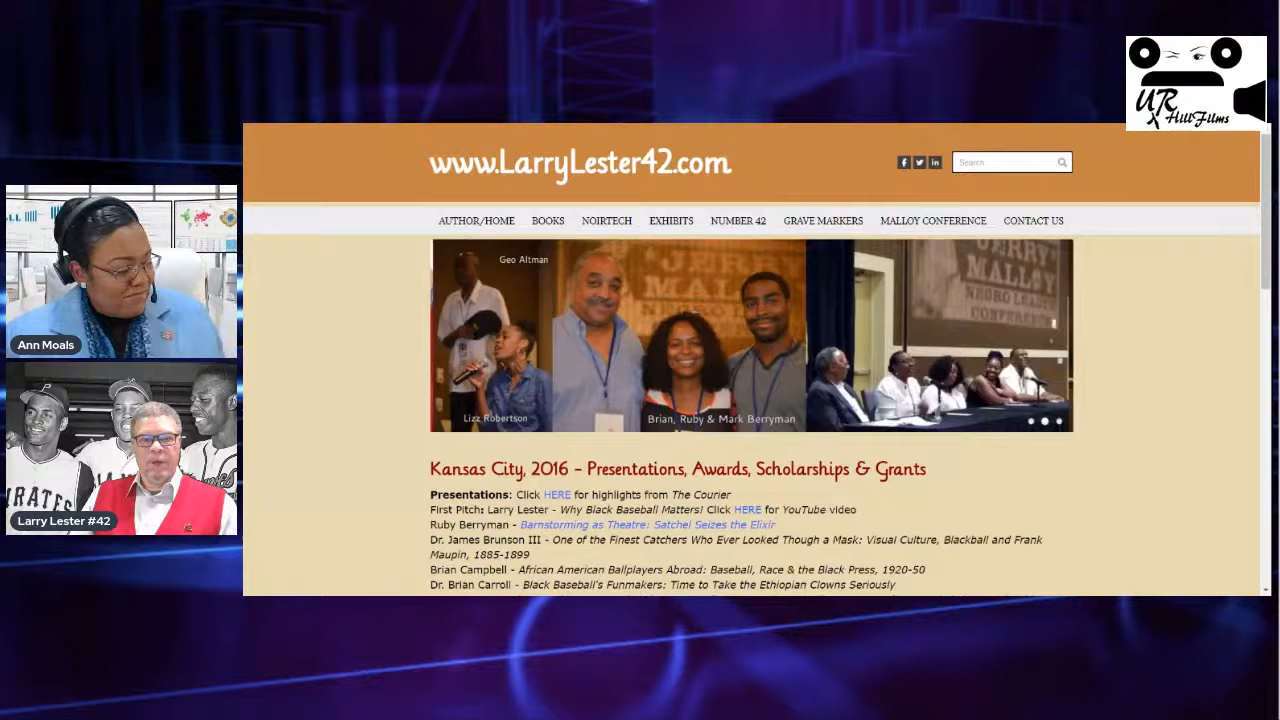 UR
HillFilms
www.LarryLester42.com
Search
AUTHOR/HOME BOOKS NOIRTECH EXHIBITS NUMBER 42 GRAVE MARKERS MALLOY CONFERENCE CONTACT US
Geo Altman
Lizz Robertson
JERRY
MALLOY
NEGRO LEAGUE
CONFERENCE
Brian, Ruby & Mark Berryman
Ann Moals
PIRATES
Larry Lester #42
Kansas City, 2016 – Presentations, Awards, Scholarships & Grants
Presentations: Click HERE for highlights from The Courier
First Pitch: Larry Lester - Why Black Baseball Matters! Click HERE for YouTube video
Ruby Berryman - Barnstorming as Theatre: Satchel Seizes the Elixir
Dr. James Brunson III - One of the Finest Catchers Who Ever Looked Though a Mask: Visual Culture, Blackball and Frank
Maupin, 1885-1899
Brian Campbell - African American Ballplayers Abroad: Baseball, Race & the Black Press, 1920-50
Dr. Brian Carroll - Black Baseball's Funmakers: Time to Take the Ethiopian Clowns Seriously